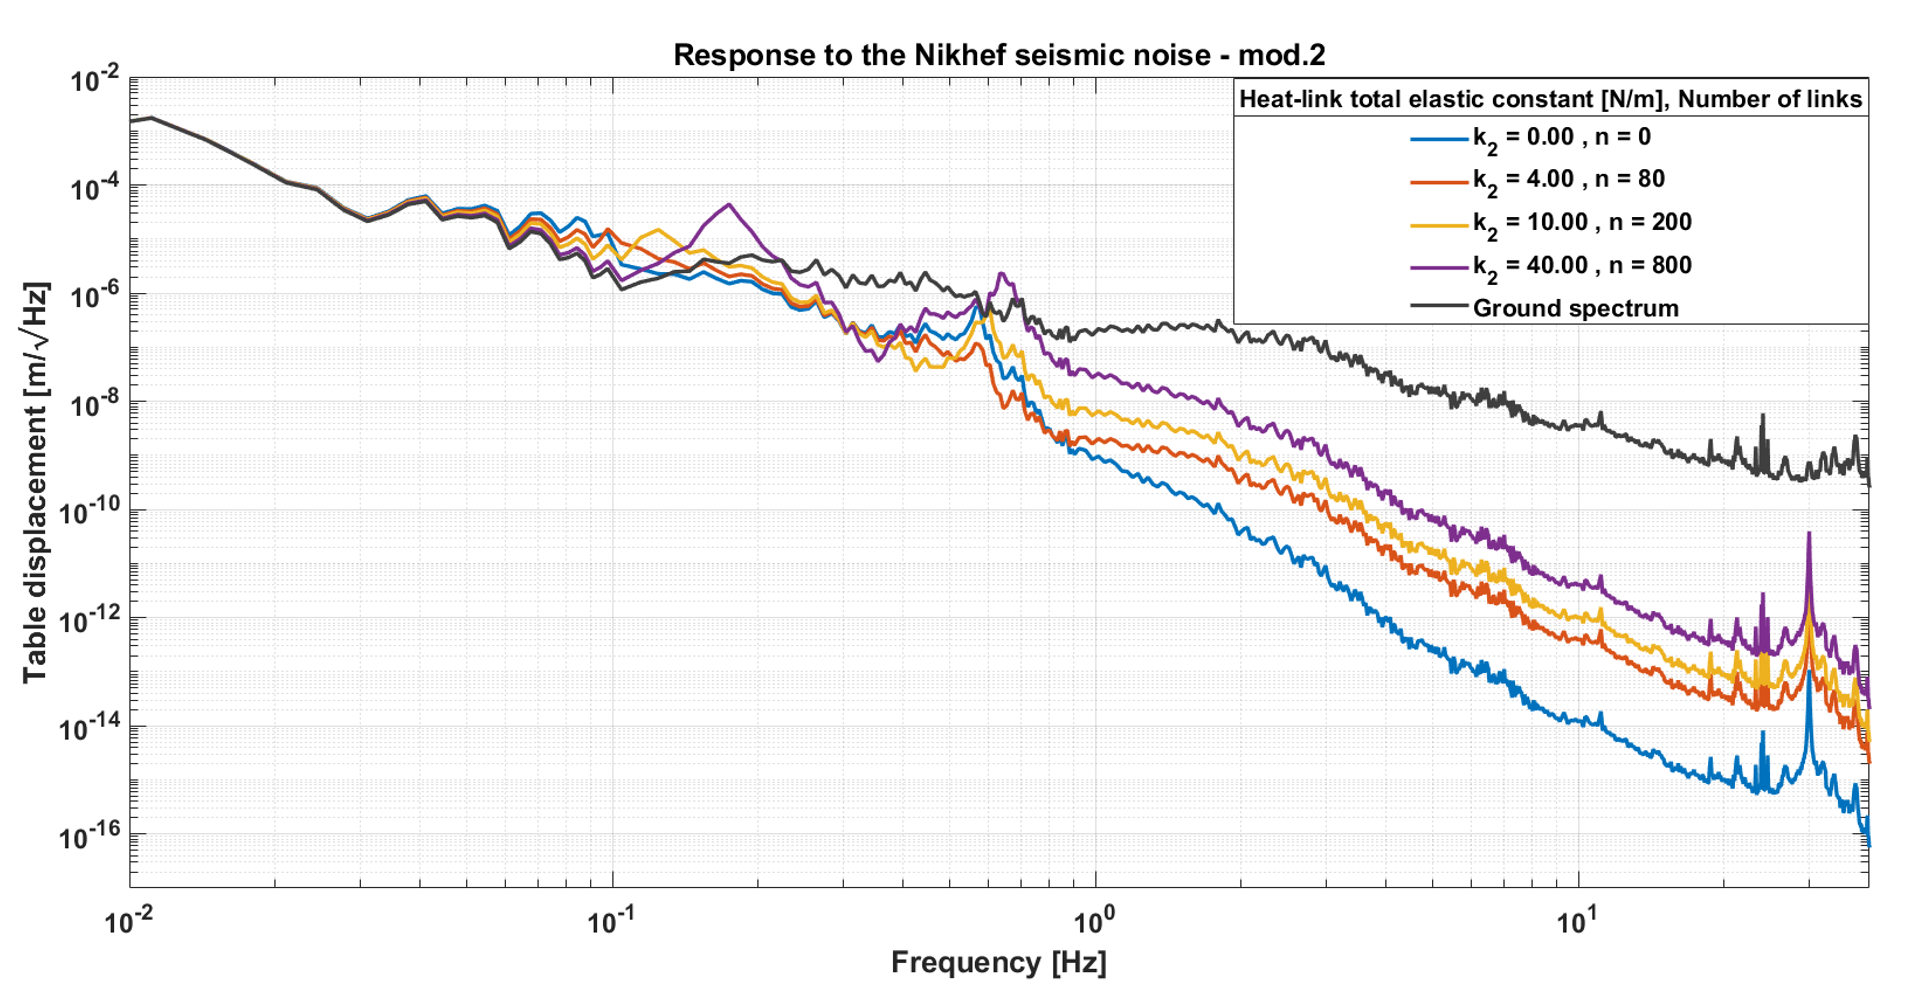 Response to the Nikhef seismic noise - mod.2
Heat-link total elastic constant [N/m], Number of links
k₂ = 0.00 , n = 0
k₂ = 4.00 , n = 80
k₂ = 10.00 , n = 200
k₂ = 40.00 , n = 800
Ground spectrum
Table displacement [m/√Hz]
10⁻²
10⁻⁴
10⁻⁶
10⁻⁸
10⁻¹⁰
10⁻¹²
10⁻¹⁴
10⁻¹⁶
10⁻² 10⁻¹ 10⁰ 10¹
Frequency [Hz]